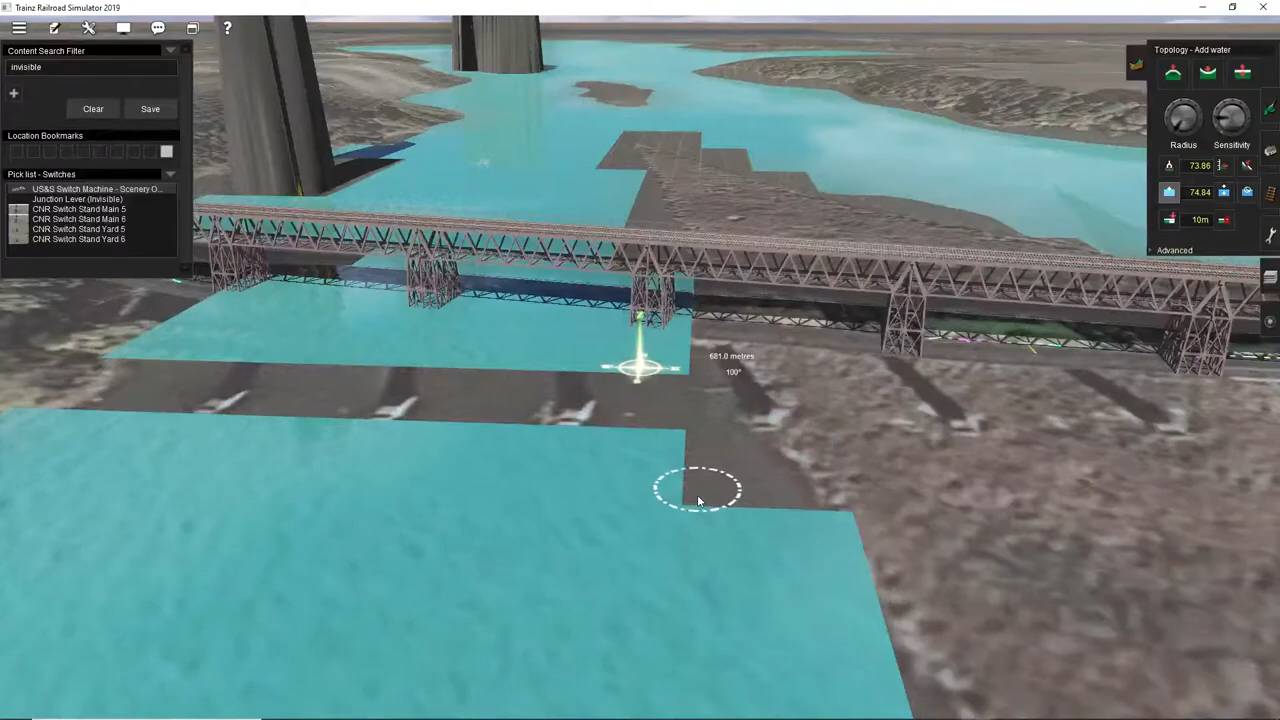 Trainz Railroad Simulator 2019
Content Search Filter
invisible
Clear
Save
Location Bookmarks
Pick list - Switches
US&S Switch Machine - Scenery O...
Junction Lever (Invisible)
CNR Switch Stand Main 5
CNR Switch Stand Main 6
CNR Switch Stand Yard 5
CNR Switch Stand Yard 6
681.0 metres
100°
Topology - Add water
Radius
Sensitivity
73.86
74.84
10m
Advanced